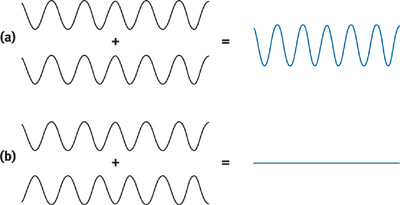 (a)
+
=
(b)
+
=